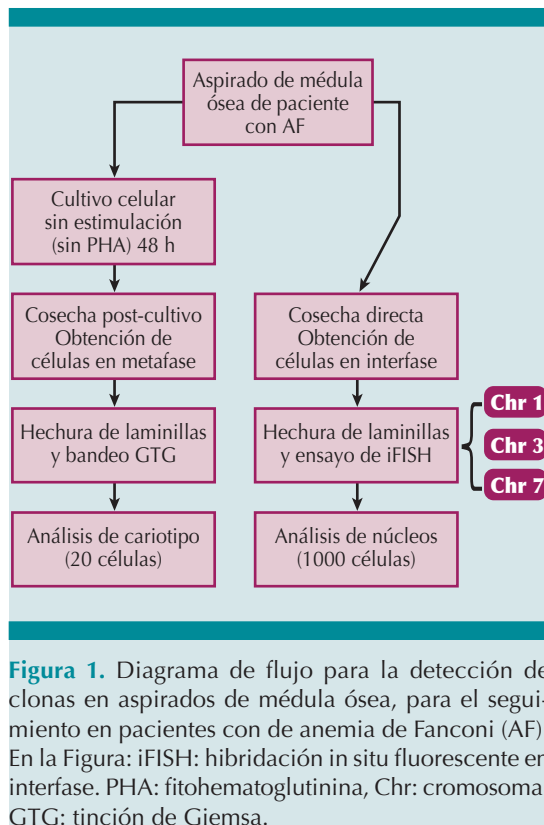 Aspirado de médula
ósea de paciente
con AF
Cultivo celular
sin estimulación
(sin PHA) 48 h
Cosecha post-cultivo
Obtención de
células en metafase
Hechura de laminillas
y bandeo GTG
Análisis de cariotipo
(20 células)
Cosecha directa
Obtención de
células en interfase
Hechura de laminillas
y ensayo de iFISH
Chr 1
Chr 3
Chr 7
Análisis de núcleos
(1000 células)
Figura 1. Diagrama de flujo para la detección de
clonas en aspirados de médula ósea, para el segui-
miento en pacientes con de anemia de Fanconi (AF)
En la Figura: iFISH: hibridación in situ fluorescente en
interfase. PHA: fitohematoglutinina, Chr: cromosoma
GTG: tinción de Giemsa.